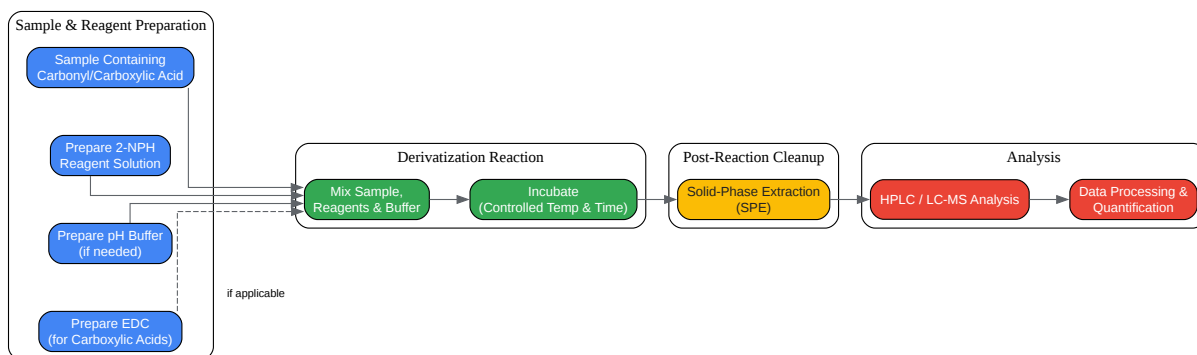 Sample & Reagent Preparation
Sample Containing
Carbonyl/Carboxylic Acid
Prepare 2-NPH
Reagent Solution
Prepare pH Buffer
(if needed)
Prepare EDC
(for Carboxylic Acids)
if applicable
Derivatization Reaction
Mix Sample,
Reagents & Buffer
Incubate
(Controlled Temp & Time)
Post-Reaction Cleanup
Solid-Phase Extraction
(SPE)
Analysis
HPLC / LC-MS Analysis
Data Processing &
Quantification